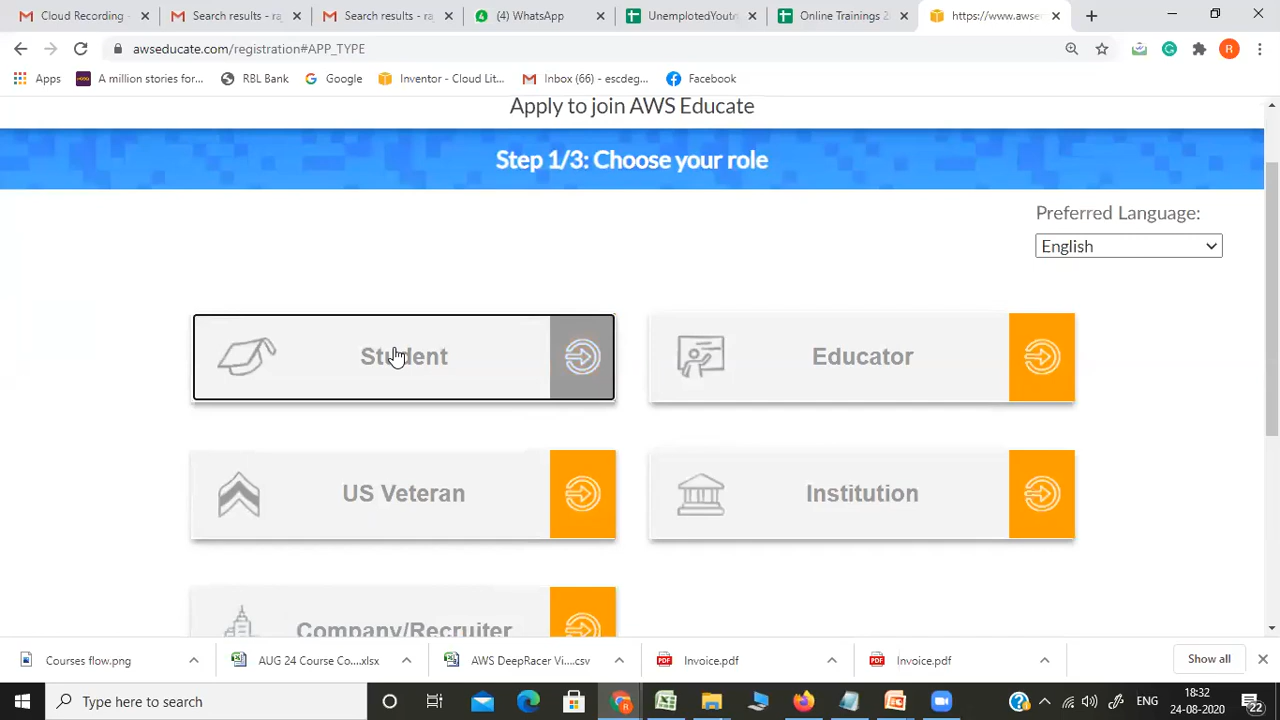 Cloud Recording - Search results - raj Search results - raj (4) WhatsApp UnemplotedYouth Online Trainings 2 https://www.awse
awseducate.com/registration#APP_TYPE
Apps A million stories for... RBL Bank Google Inventor - Cloud Lit... Inbox (66) - escdeg... Facebook
Apply to join AWS Educate
Step 1/3: Choose your role
Preferred Language:
English
Student Educator
US Veteran Institution
Company/Recruiter
Courses flow.png AUG 24 Course Co....xlsx AWS DeepRacer Vi....csv Invoice.pdf Invoice.pdf Show all
Type here to search ENG 18:32
24-08-2020 22